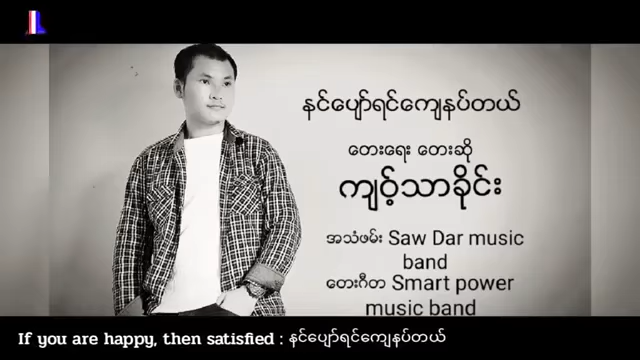 နင်ပျော်ရင်ကျေနပ်တယ်
တေးရေး တေးဆို
ကျင့်သာခိုင်း
အသံဖမ်း Saw Dar music
band
တေးဂီတ Smart power
music band
If you are happy, then satisfied : နင်ပျော်ရင်ကျေနပ်တယ်